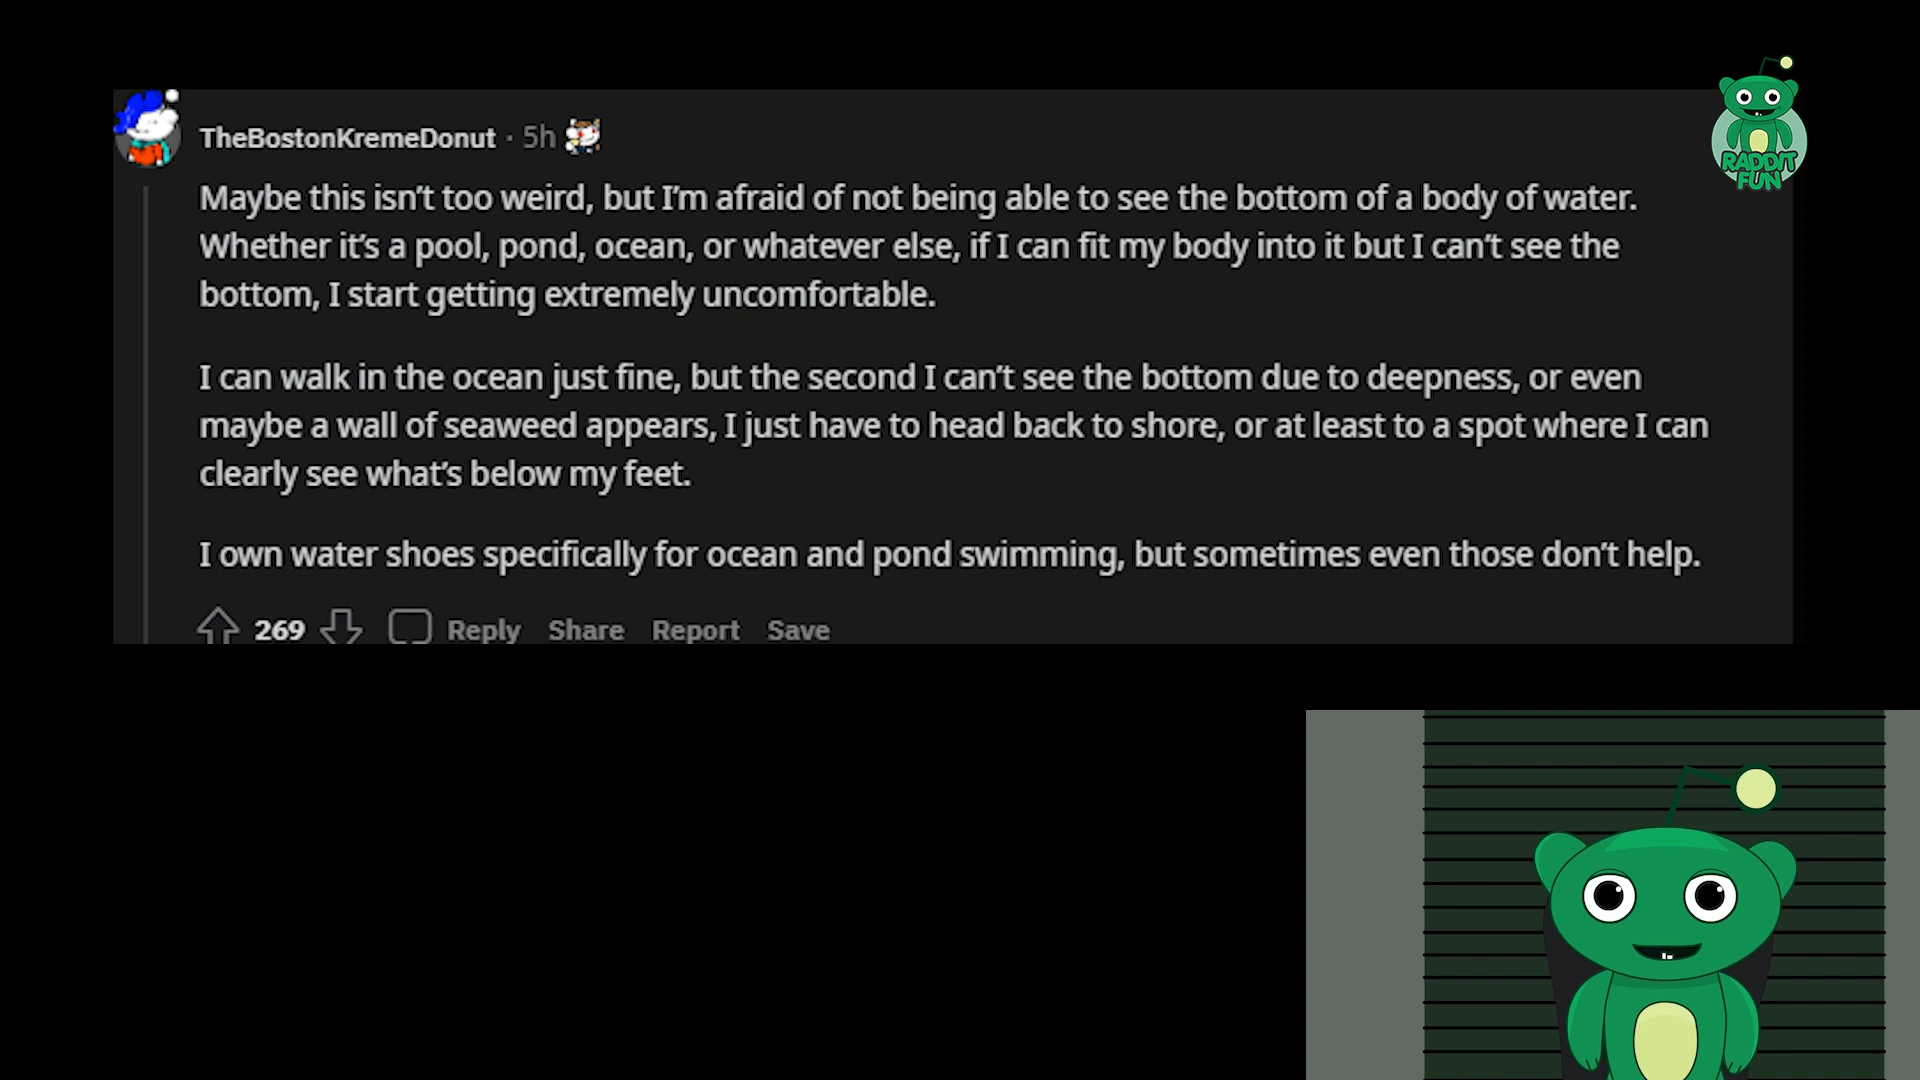 TheBostonKremeDonut · 5h
Maybe this isn't too weird, but I'm afraid of not being able to see the bottom of a body of water.
Whether it's a pool, pond, ocean, or whatever else, if I can fit my body into it but I can't see the
bottom, I start getting extremely uncomfortable.
I can walk in the ocean just fine, but the second I can't see the bottom due to deepness, or even
maybe a wall of seaweed appears, I just have to head back to shore, or at least to a spot where I can
clearly see what's below my feet.
I own water shoes specifically for ocean and pond swimming, but sometimes even those don't help.
269 Reply Share Report Save
RADDIT
FUN